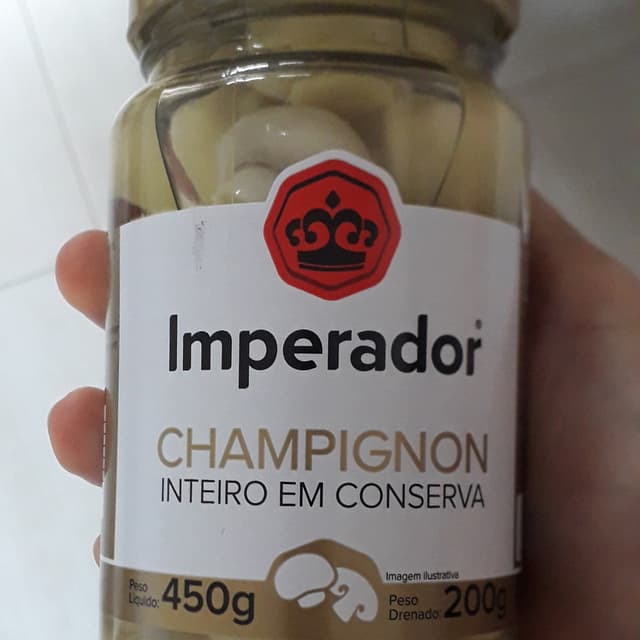 Imperador®
CHAMPIGNON
INTEIRO EM CONSERVA
Imagem ilustrativa
Peso
Líquido: 450g
Peso
Drenado: 200g